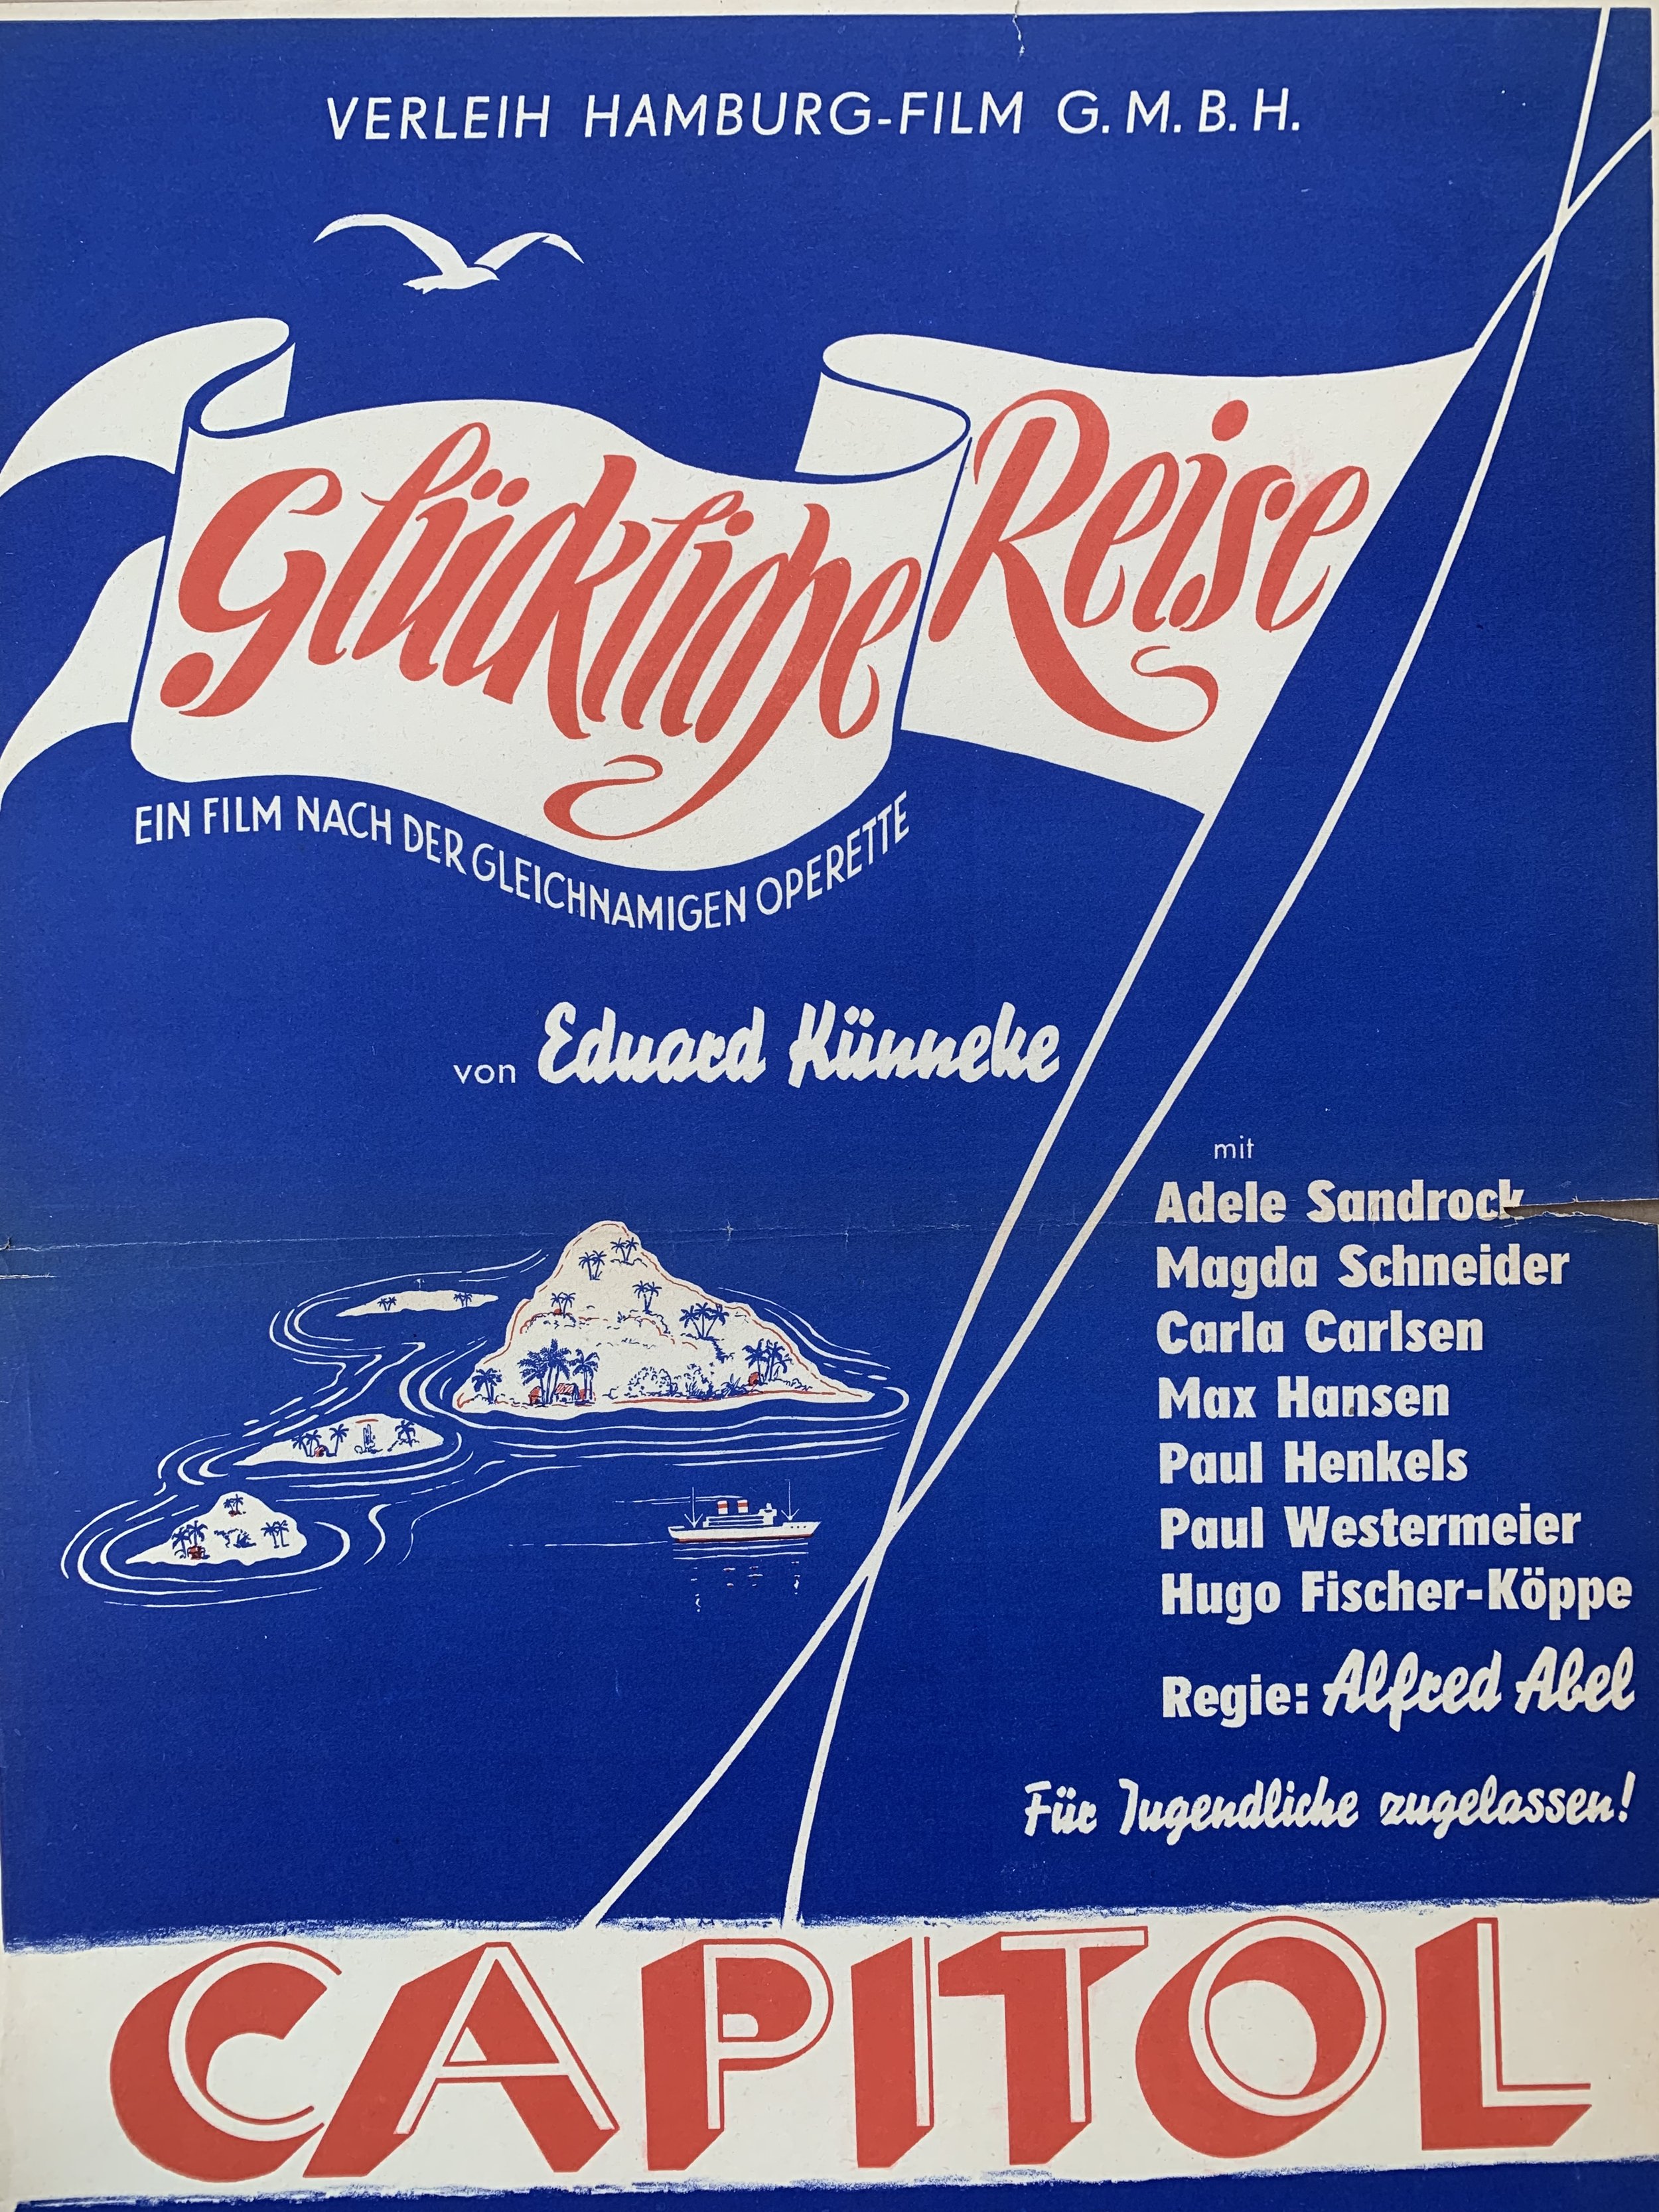 VERLEIH HAMBURG-FILM G.M.B.H.
Glückliche Reise
EIN FILM NACH DER GLEICHNAMIGEN OPERETTE
von Eduard Künneke
mit
Adele Sandrock
Magda Schneider
Carla Carlsen
Max Hansen
Paul Henkels
Paul Westermeier
Hugo Fischer-Köppe
Regie: Alfred Abel
Für Jugendliche zugelassen!
CAPITOL